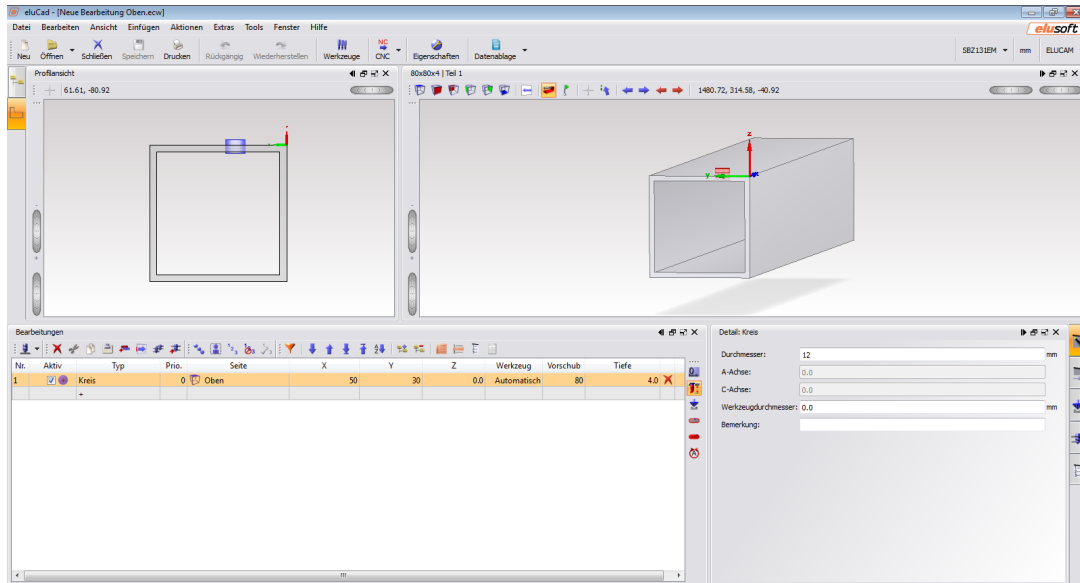 eluCad - [Neue Bearbeitung Oben.ecw]
Datei Bearbeiten Ansicht Einfügen Aktionen Extras Tools Fenster Hilfe
elusoft
Neu Öffnen Schließen Speichern Drucken Rückgängig Wiederherstellen Werkzeuge CNC Eigenschaften Datenablage SBZ131EM mm ELUCAM
Profilansicht
61.61, -80.92
80x80x4 | Teil 1
1480.72, 314.58, -40.92
z
y
Bearbeitungen
Nr. Aktiv Typ Prio. Seite X Y Z Werkzeug Vorschub Tiefe
1 Kreis 0 Oben 50 30 0.0 Automatisch 80 4.0
+
Detail: Kreis
Durchmesser: 12 mm
A-Achse: 0.0
C-Achse: 0.0
Werkzeugdurchmesser: 0.0 mm
Bemerkung: